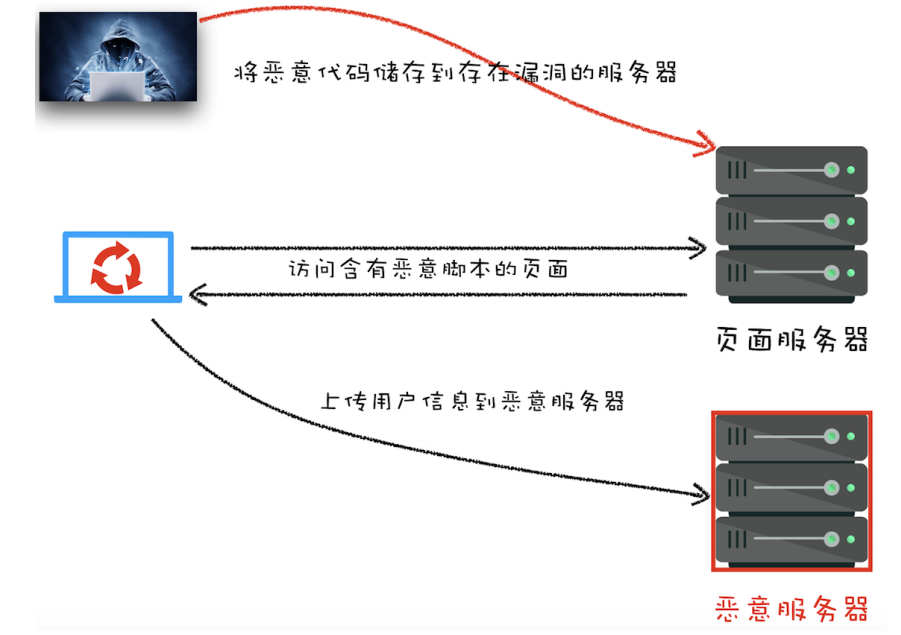 将恶意代码储存到存在漏洞的服务器
访问含有恶意脚本的页面
页面服务器
上传用户信息到恶意服务器
恶意服务器